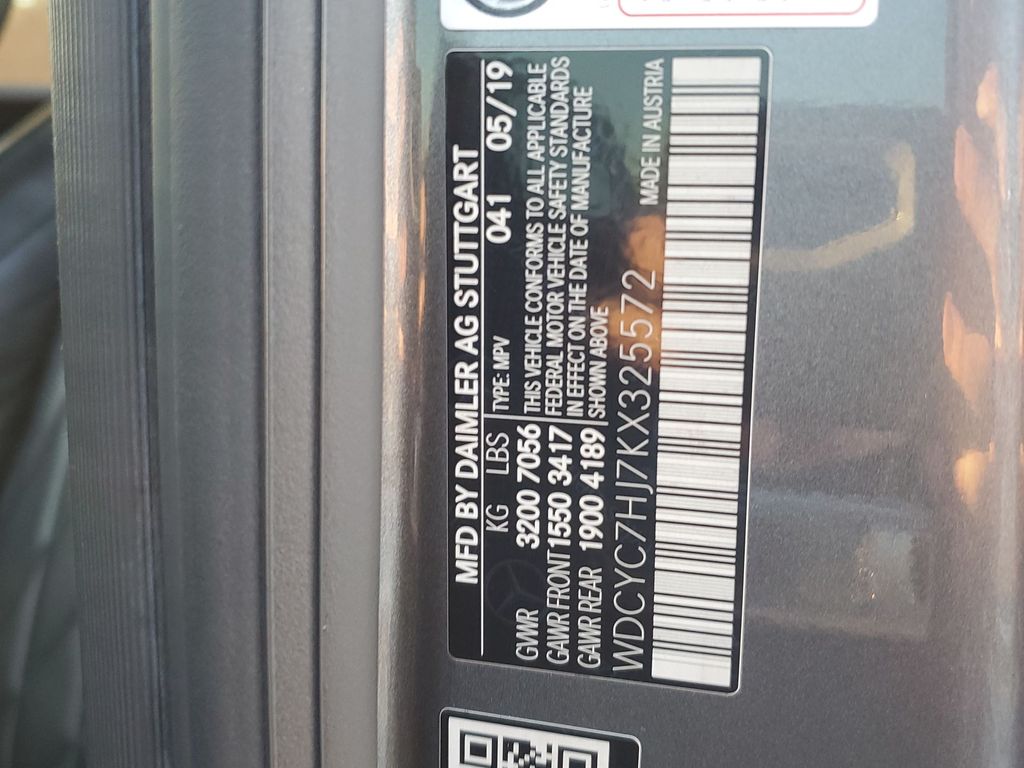 MFD BY DAIMLER AG STUTTGART
KG LBS
GVWR 3200 7056
GAWR FRONT 1550 3417
GAWR REAR 1900 4189
TYPE: MPV 041 05/19
THIS VEHICLE CONFORMS TO ALL APPLICABLE
FEDERAL MOTOR VEHICLE SAFETY STANDARDS
IN EFFECT ON THE DATE OF MANUFACTURE
SHOWN ABOVE
WDCYC7HJ7KX325572 MADE IN AUSTRIA